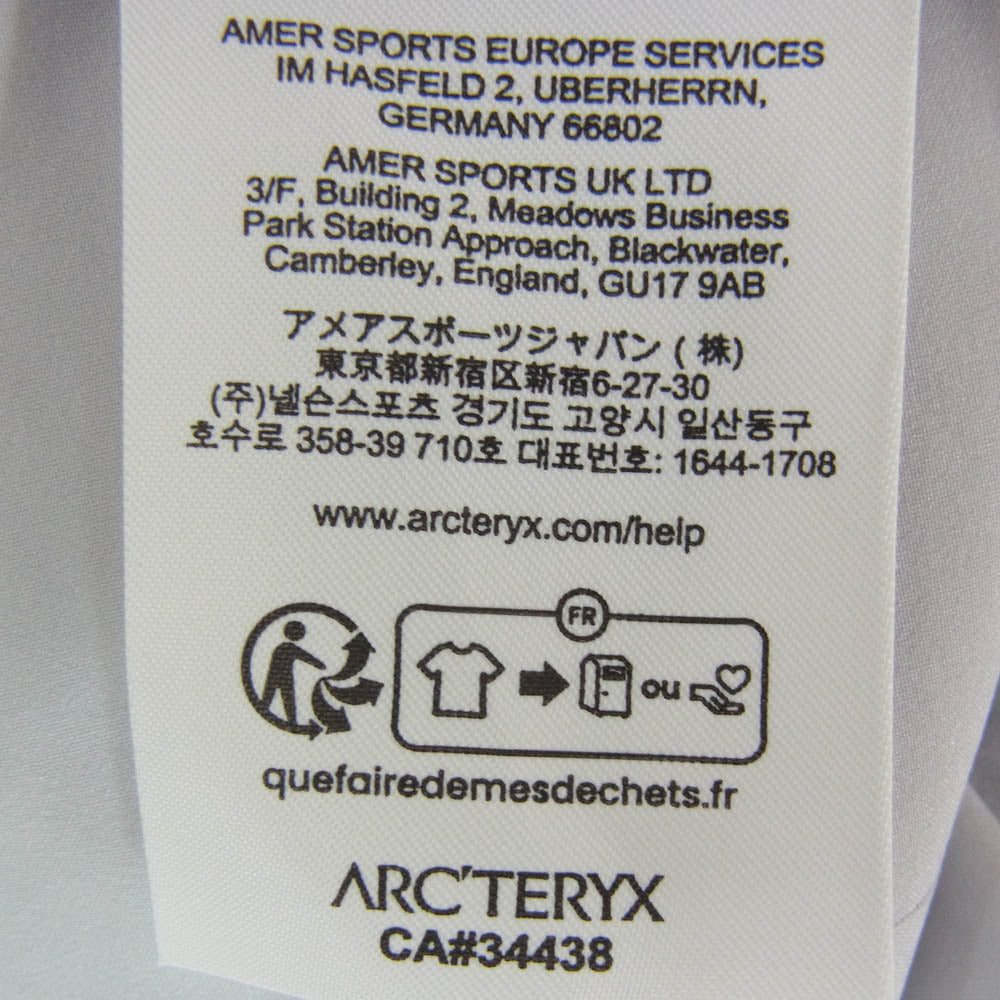 AMER SPORTS EUROPE SERVICES
IM HASFELD 2, UBERHERRN,
GERMANY 66802
AMER SPORTS UK LTD
3/F, Building 2, Meadows Business
Park Station Approach, Blackwater,
Camberley, England, GU17 9AB
アメアスポーツジャパン (株)
東京都新宿区新宿6-27-30
(주)넬슨스포츠 경기도 고양시 일산동구
호수로 358-39 710호 대표번호: 1644-1708
www.arcteryx.com/help
FR
ou
quefairedemesdechets.fr
ARC'TERYX
CA#34438